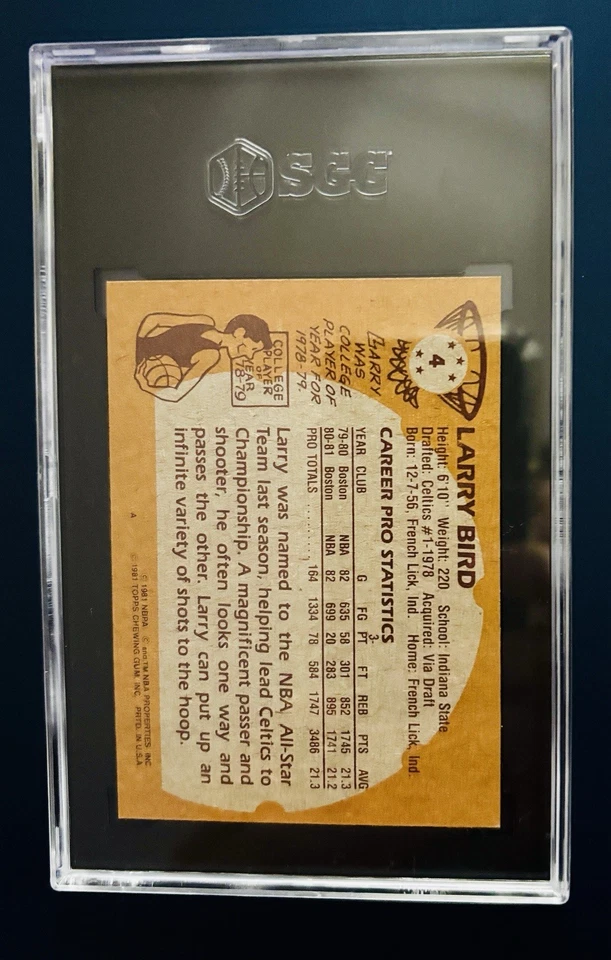 SGC
4
LARRY BIRD
Height: 6'10" Weight: 220 School: Indiana State
Drafted: Celtics #1-1978 Acquired: Via Draft
Born: 12-7-56, French Lick, Ind. Home: French Lick, Ind.
CAREER PRO STATISTICS
YEAR CLUB G FG 3-PT FT REB PTS AVG
79-80 Boston NBA 82 635 58 301 852 1745 21.3
80-81 Boston NBA 82 699 20 283 895 1741 21.2
PRO TOTALS .......... 164 1334 78 584 1747 3486 21.3
LARRY
WAS
COLLEGE
PLAYER OF
YEAR FOR
1978-79.
COLLEGE
PLAYER
OF
YEAR
78-79
Larry was named to the NBA All-Star
Team last season, helping lead Celtics to
Championship. A magnificent passer and
shooter, he often looks one way and
passes the other. Larry can put up an
infinite variety of shots to the hoop.
A
© 1981 NBPA © and TM NBA PROPERTIES INC
© 1981 TOPPS CHEWING GUM, INC. PRTD. IN U.S.A.